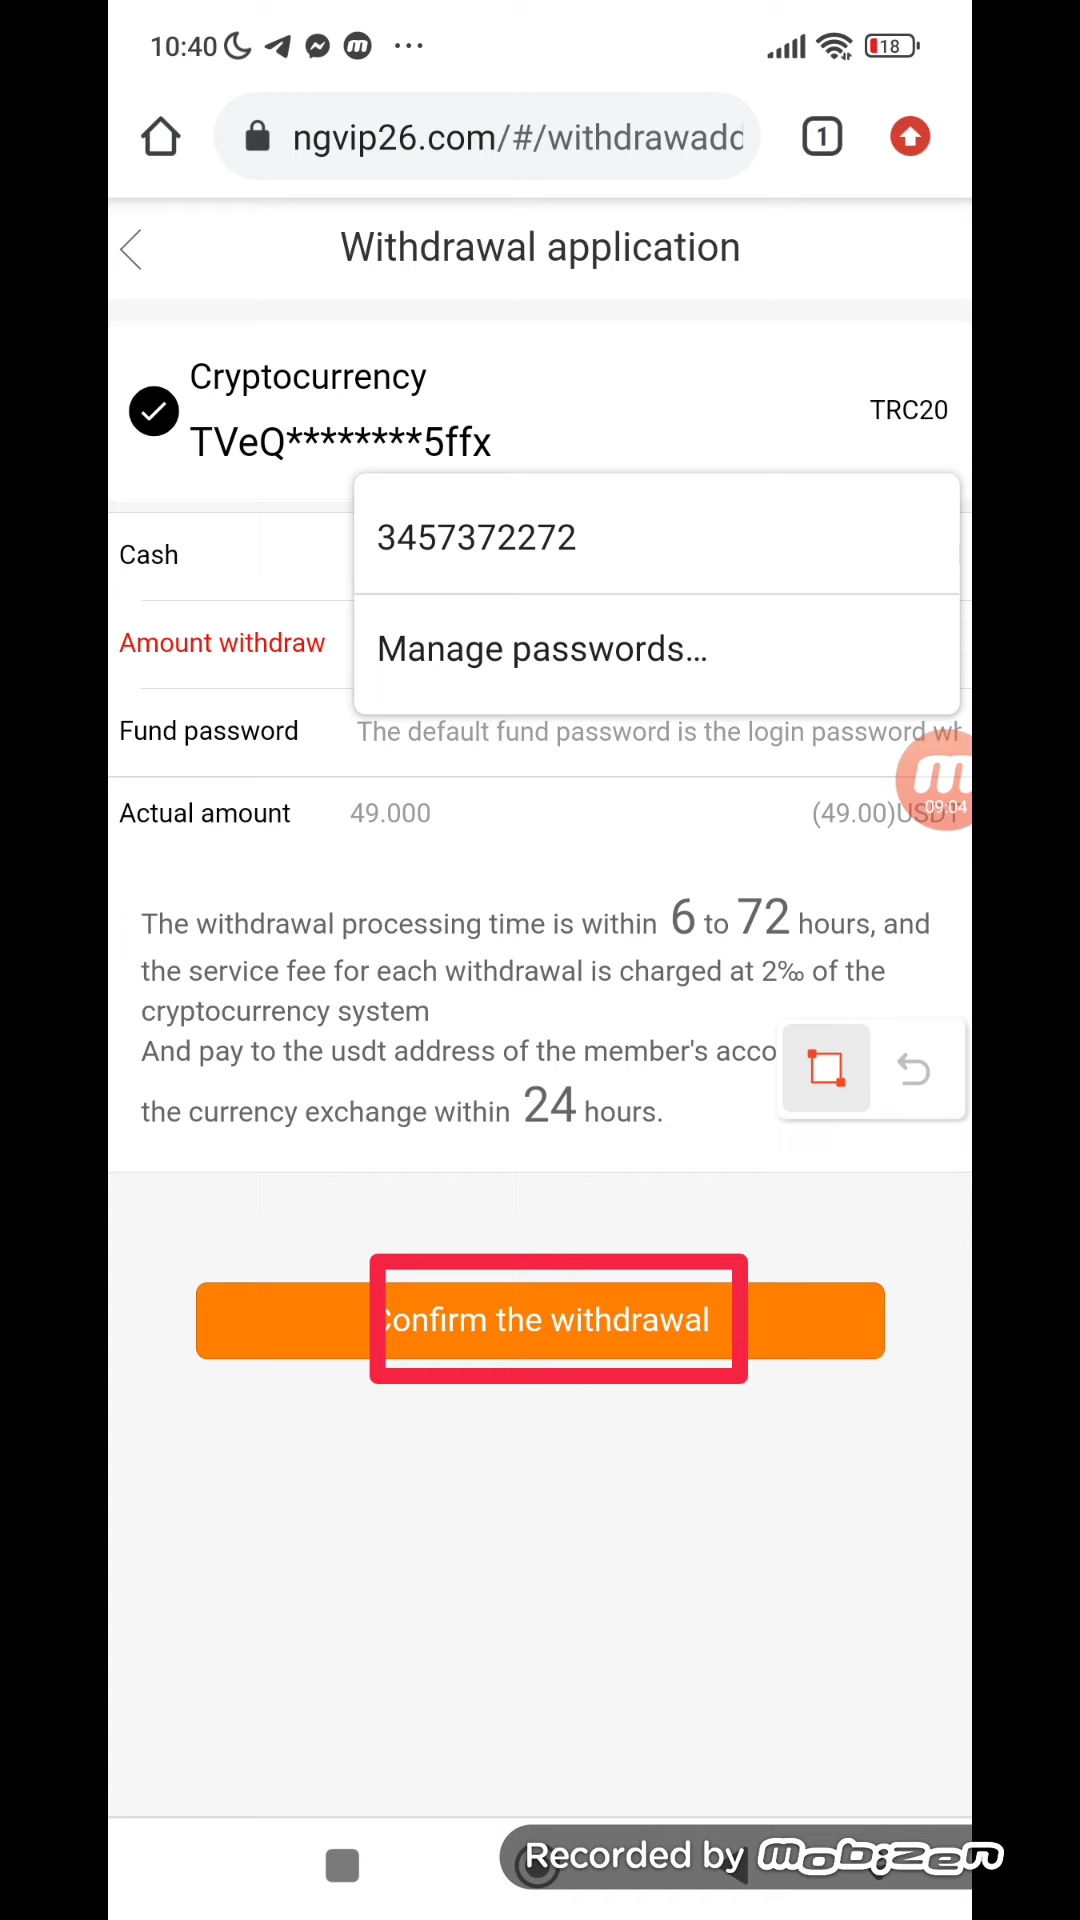 10:40
18
ngvip26.com/#/withdrawadd
1
Withdrawal application
Cryptocurrency
TVeQ********5ffx
TRC20
3457372272
Cash
Amount withdraw
Manage passwords...
Fund password
The default fund password is the login password wh
Actual amount
49.000
(49.00)USDT
09:04
The withdrawal processing time is within 6 to 72 hours, and
the service fee for each withdrawal is charged at 2‰ of the
cryptocurrency system
And pay to the usdt address of the member's acco
the currency exchange within 24 hours.
Confirm the withdrawal
Recorded by mobizen